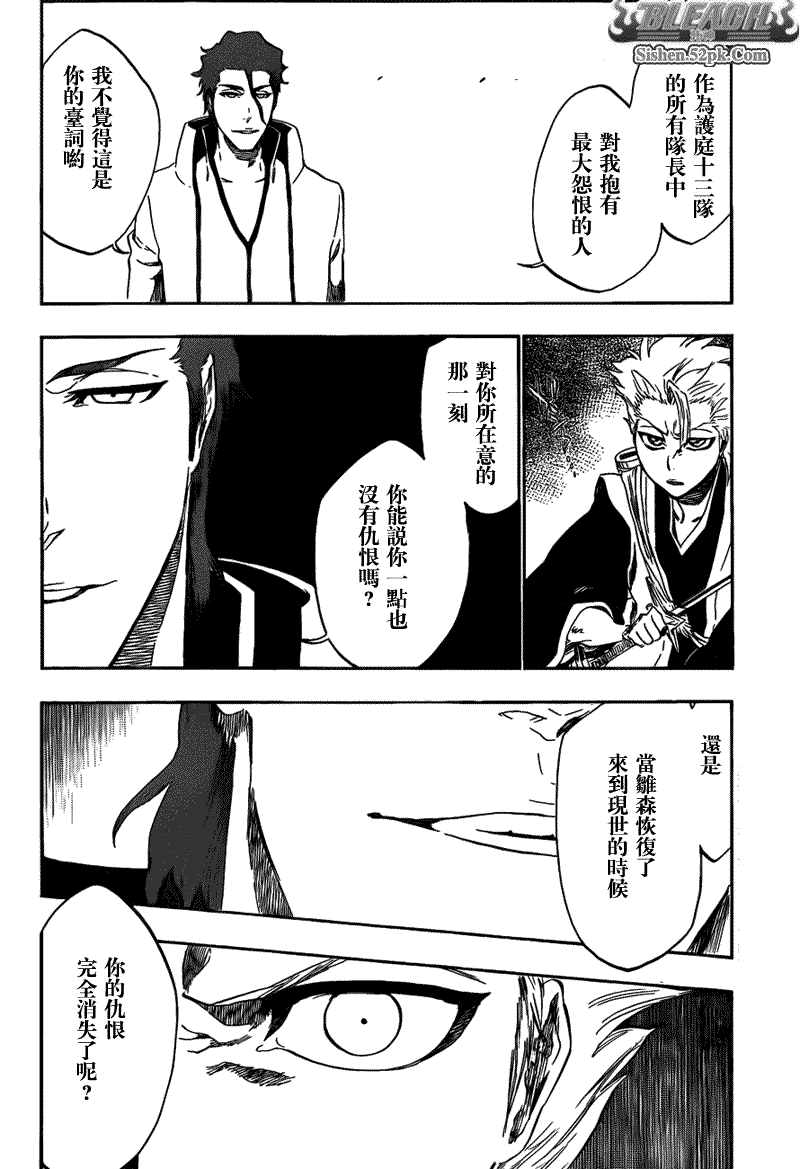 BLEACH
死神
Sishen.52pk.Com
作為護庭十三隊
的所有隊長中
對我抱有
最大怨恨的人
我不覺得這是
你的臺詞喲
對你所在意的
那一刻
你能說你一點也
沒有仇恨嗎？
還是
當雛森恢復了
來到現世的時候
你的仇恨
完全消失了呢？